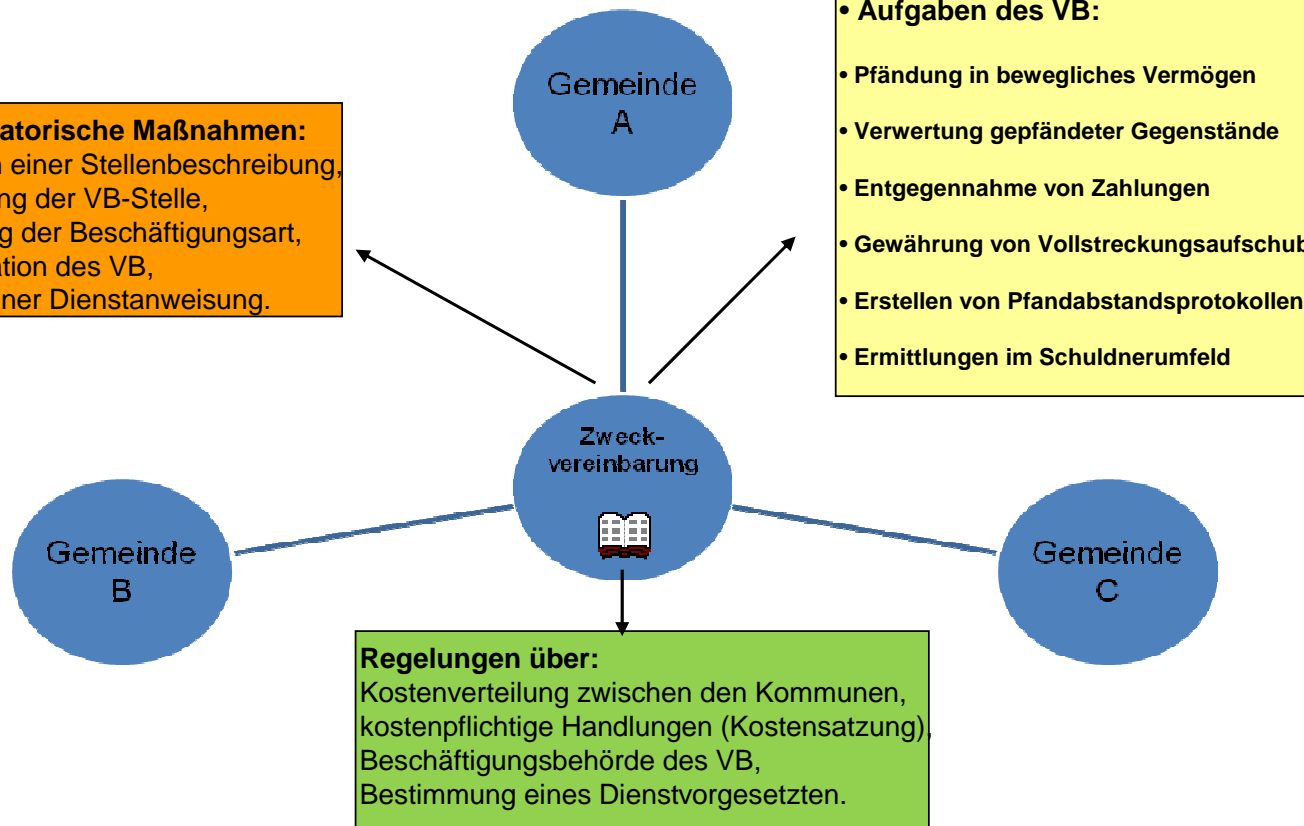 • Aufgaben des VB:
• Pfändung in bewegliches Vermögen
• Verwertung gepfändeter Gegenstände
• Entgegennahme von Zahlungen
• Gewährung von Vollstreckungsaufschub
• Erstellen von Pfandabstandsprotokollen
• Ermittlungen im Schuldnerumfeld
Gemeinde
A
atorische Maßnahmen:
einer Stellenbeschreibung,
ng der VB-Stelle,
g der Beschäftigungsart,
ation des VB,
ner Dienstanweisung.
Zweck-
vereinbarung
Gemeinde
B
Gemeinde
C
Regelungen über:
Kostenverteilung zwischen den Kommunen,
kostenpflichtige Handlungen (Kostensatzung),
Beschäftigungsbehörde des VB,
Bestimmung eines Dienstvorgesetzten.